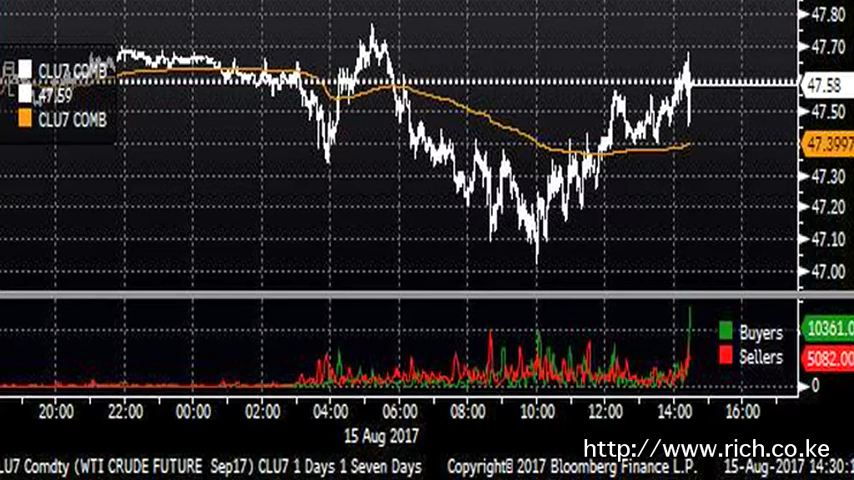 47.80
47.70
CLU7 COMB
47.59
47.58
47.50
CLU7 COMB
47.3997
47.30
47.20
47.10
47.00
Buyers
10361.0
Sellers
5082.00
0
20:00 22:00 00:00 02:00 04:00 06:00 08:00 10:00 12:00 14:00 16:00
15 Aug 2017
http://www.rich.co.ke
LU7 Comdty (WTI CRUDE FUTURE Sep17) CLU7 1 Days 1 Seven Days Copyright© 2017 Bloomberg Finance L.P. 15-Aug-2017 14:30:1